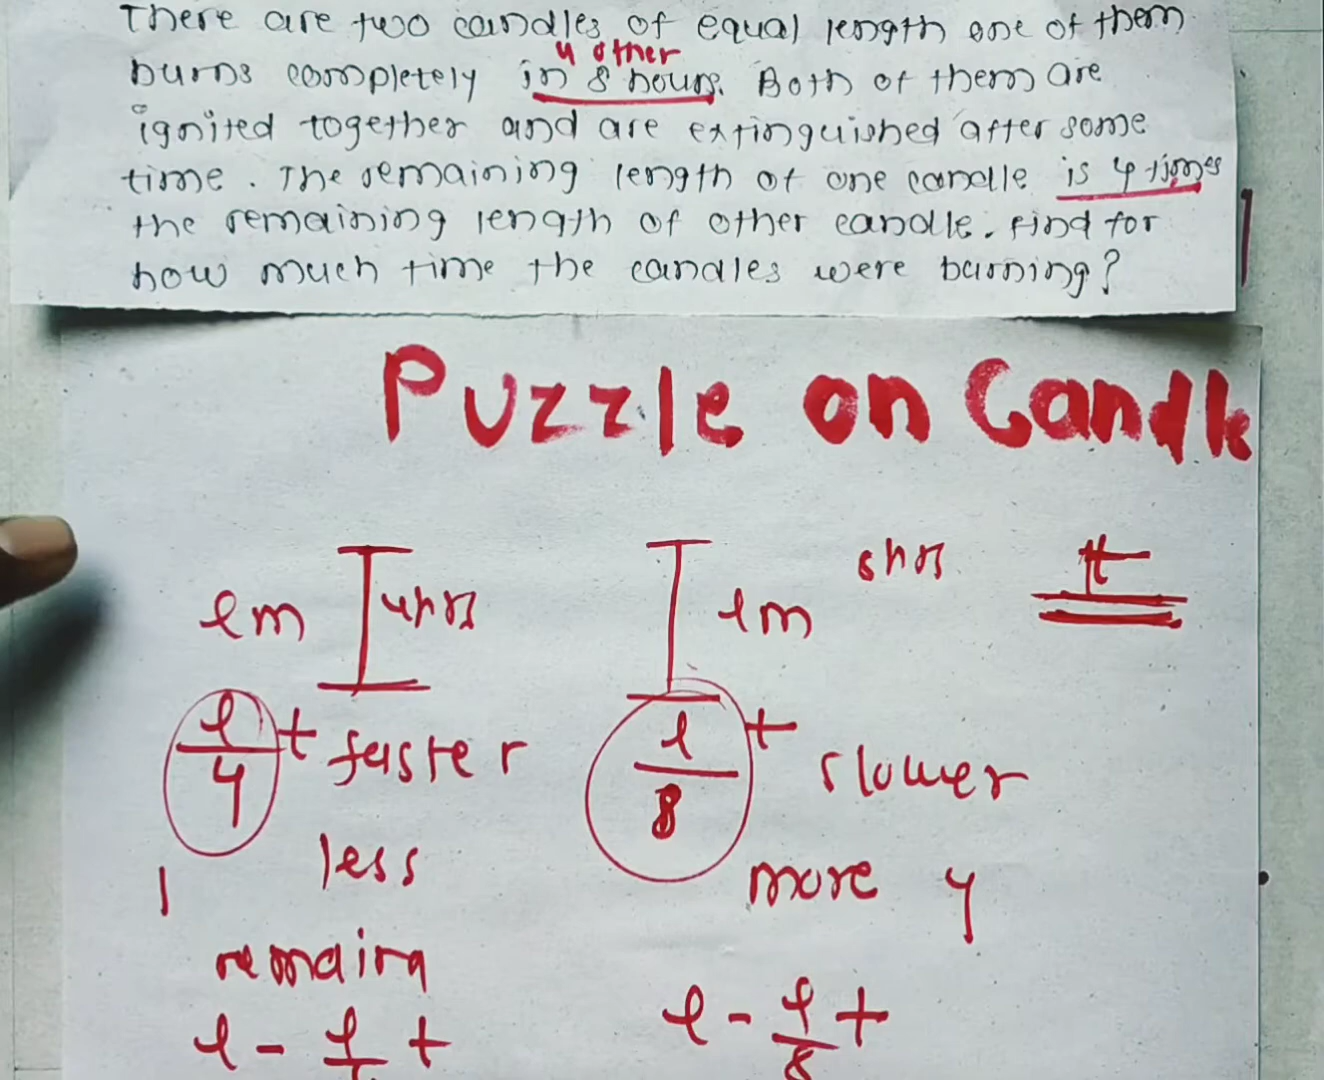 There are two candles of equal length one of them
4 other
burns completely in 8 hours. Both of them are
ignited together and are extinguished after some
time. The remaining length of one candle is 4 times
the remaining length of other candle. Find for
how much time the candles were burning?
Puzzle on Candle
lm 4hrs lm 8hrs t
l/4 t faster l/8 t slower
1 less more 4
remain
l - l/ t l - l/8 t